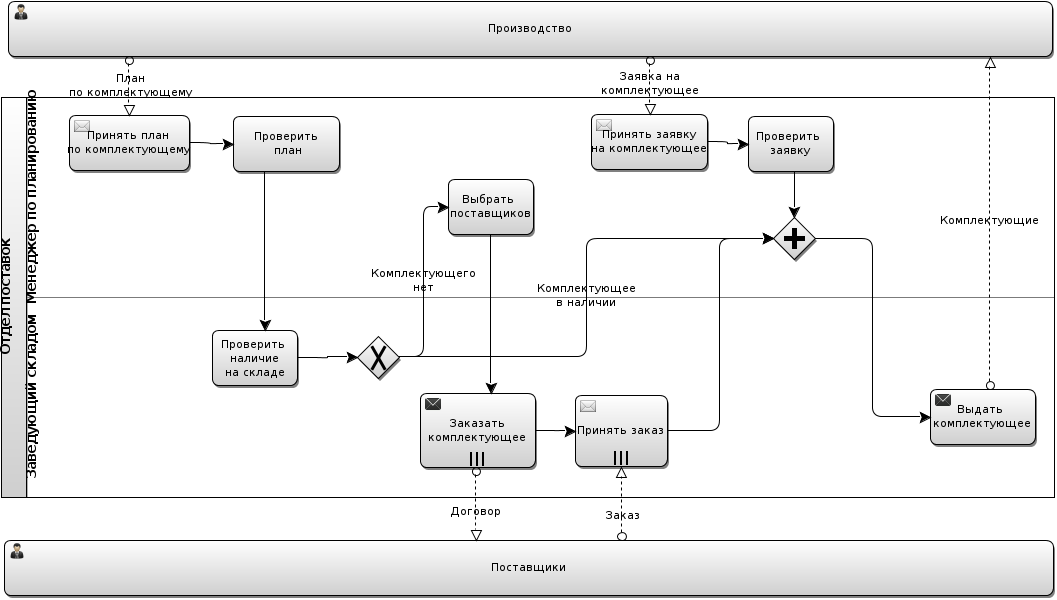 Производство
План
по комплектующему
Заявка на
комплектующее
Отдел поставок
Менеджер по планированию
Принять план
по комплектующему
Проверить
план
Принять заявку
на комплектующее
Проверить
заявку
Выбрать
поставщиков
Комплектующие
Комплектующего
нет
Комплектующее
в наличии
Заведующий складом
Проверить
наличие
на складе
X
Заказать
комплектующее
Принять заказ
Выдать
комплектующее
Договор
Заказ
Поставщики